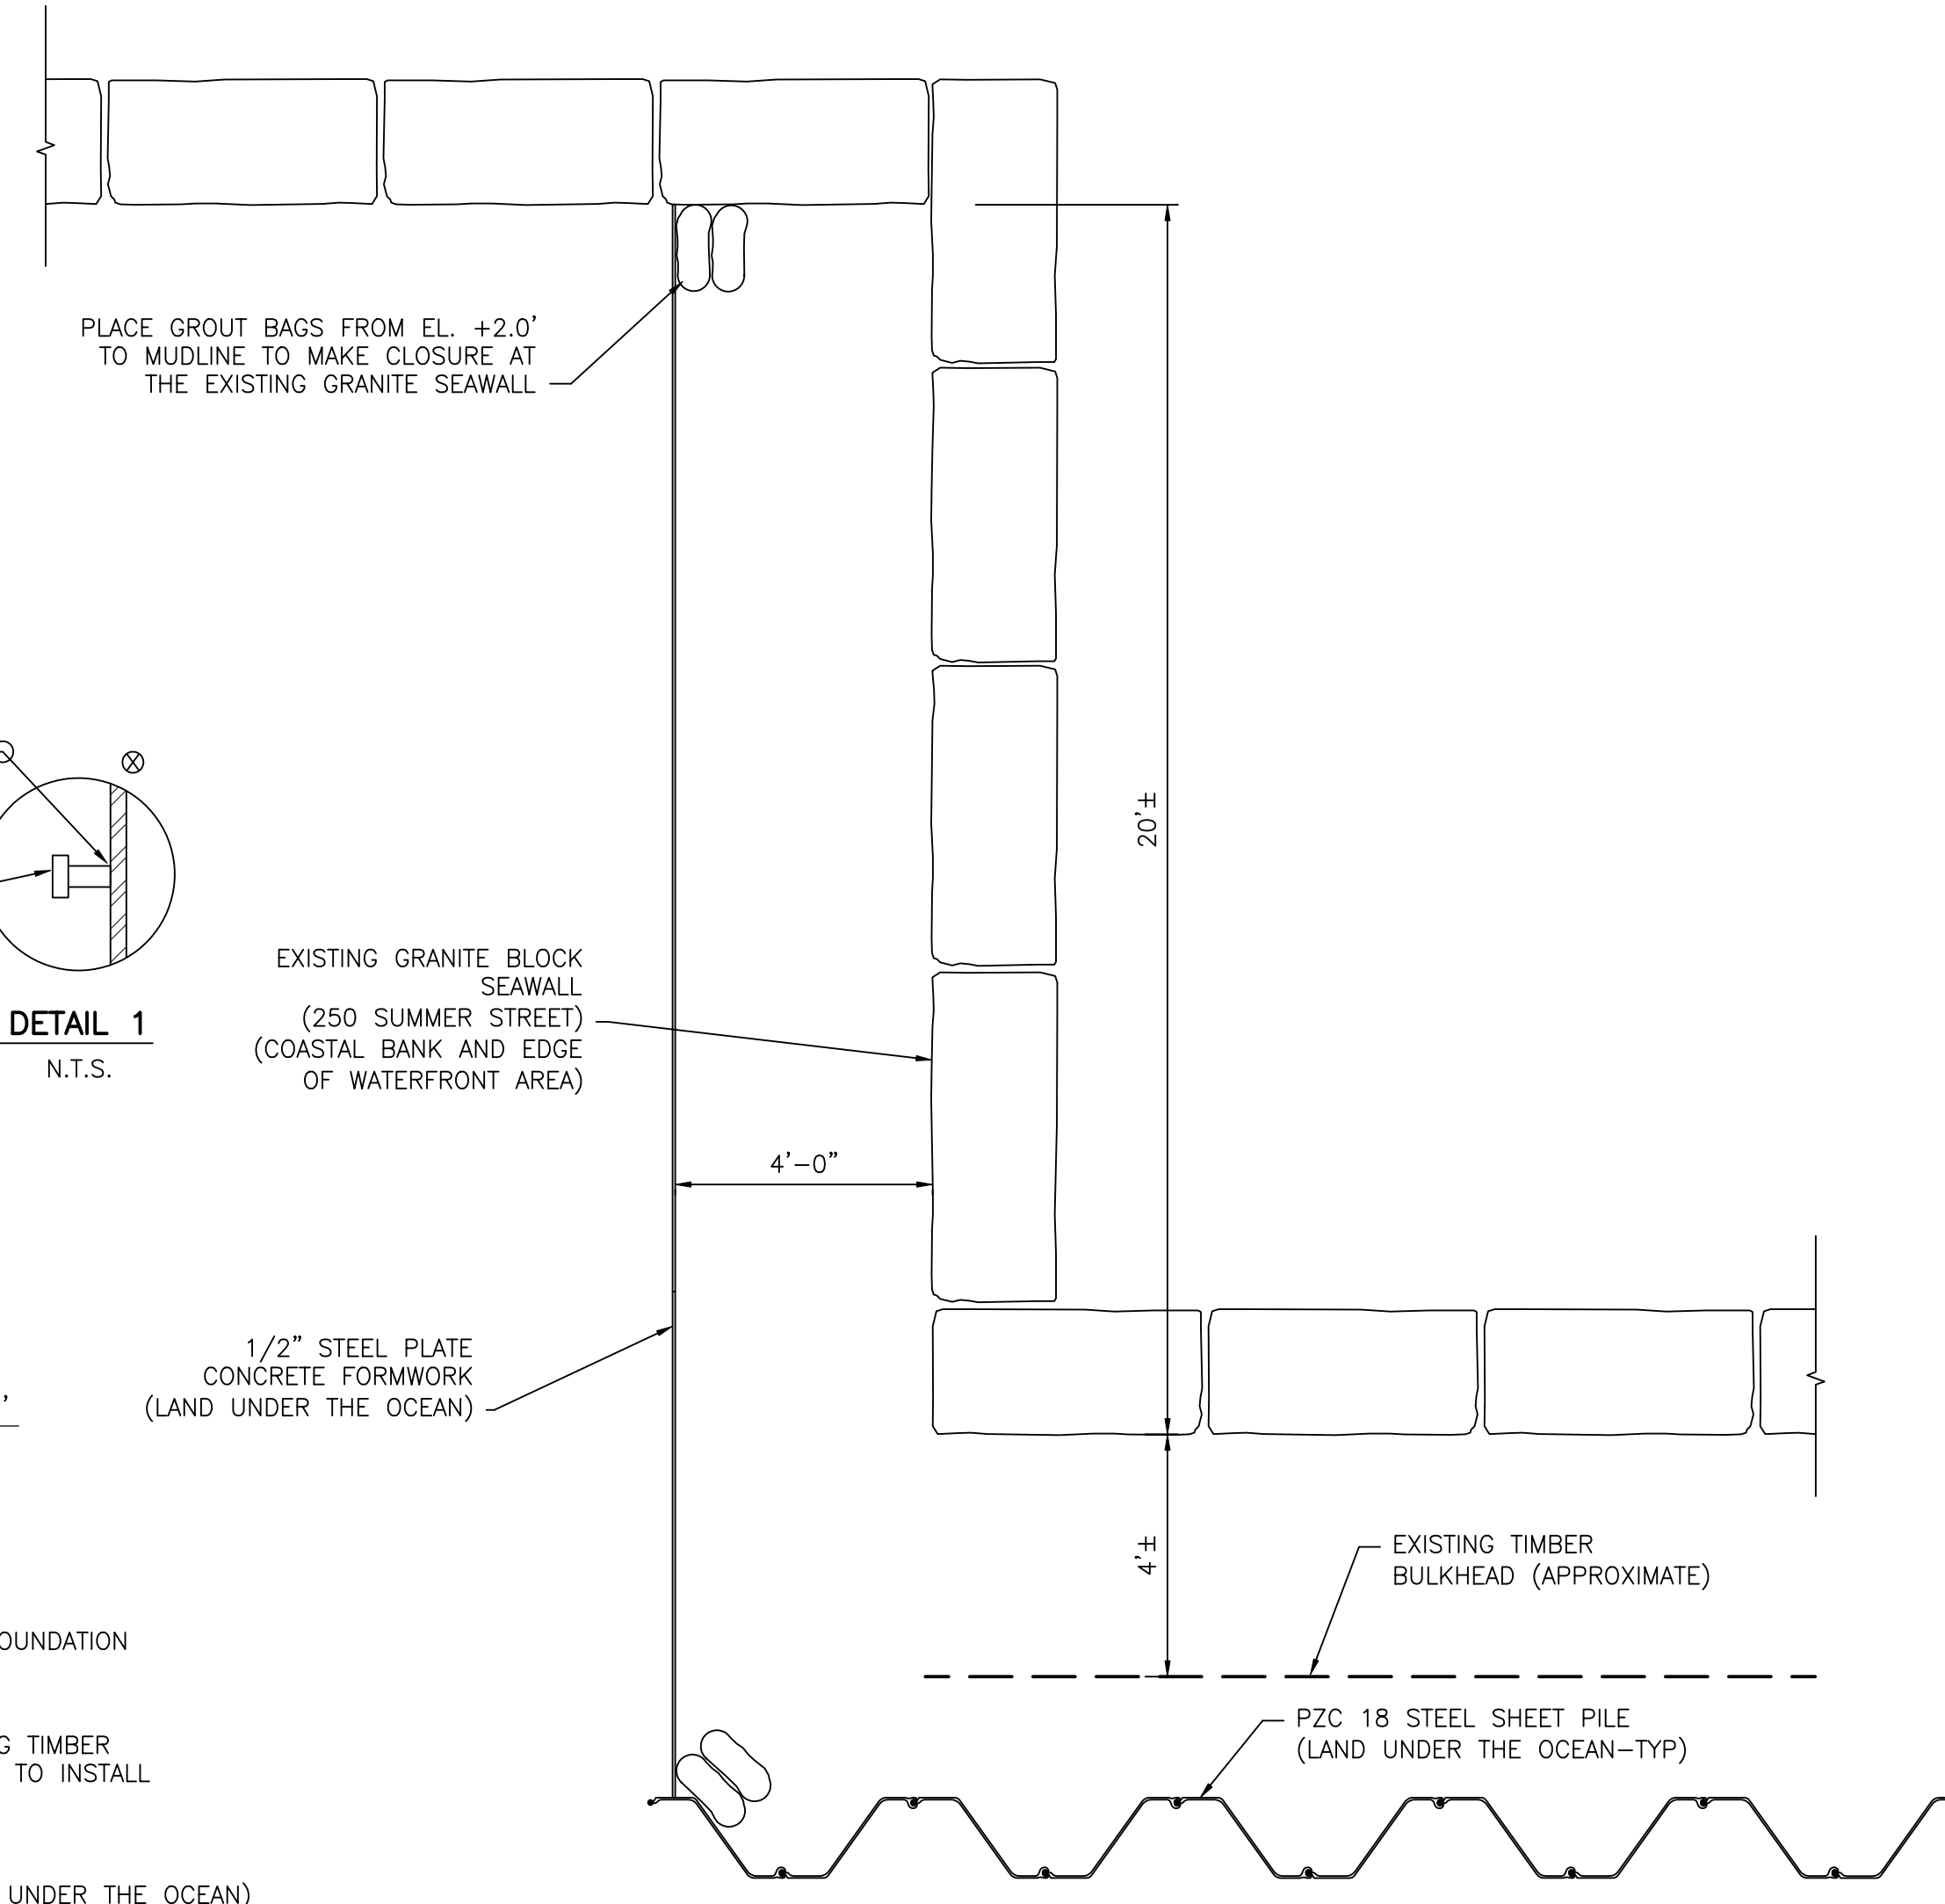 PLACE GROUT BAGS FROM EL. +2.0'
TO MUDLINE TO MAKE CLOSURE AT
THE EXISTING GRANITE SEAWALL
20'±
EXISTING GRANITE BLOCK
SEAWALL
(250 SUMMER STREET)
(COASTAL BANK AND EDGE
OF WATERFRONT AREA)
DETAIL 1
N.T.S.
4'-0"
1/2" STEEL PLATE
CONCRETE FORMWORK
(LAND UNDER THE OCEAN)
'
4'±
EXISTING TIMBER
BULKHEAD (APPROXIMATE)
TIMBER
TO INSTALL
PZC 18 STEEL SHEET PILE
(LAND UNDER THE OCEAN-TYP)
UNDER THE OCEAN)